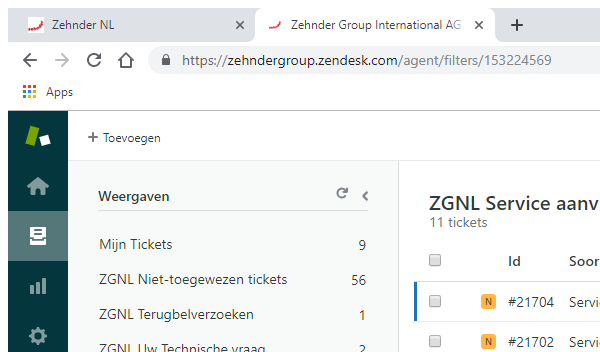 Zehnder NL
Zehnder Group International AG
https://zehndergroup.zendesk.com/agent/filters/153224569
Apps
+ Toevoegen
Weergaven
ZGNL Service aanv
11 tickets
Mijn Tickets 9
Id Soor
ZGNL Niet-toegewezen tickets 56
N #21704 Servic
ZGNL Terugbelverzoeken 1
N #21702 Servic
ZGNL Uw Technische vraag 2